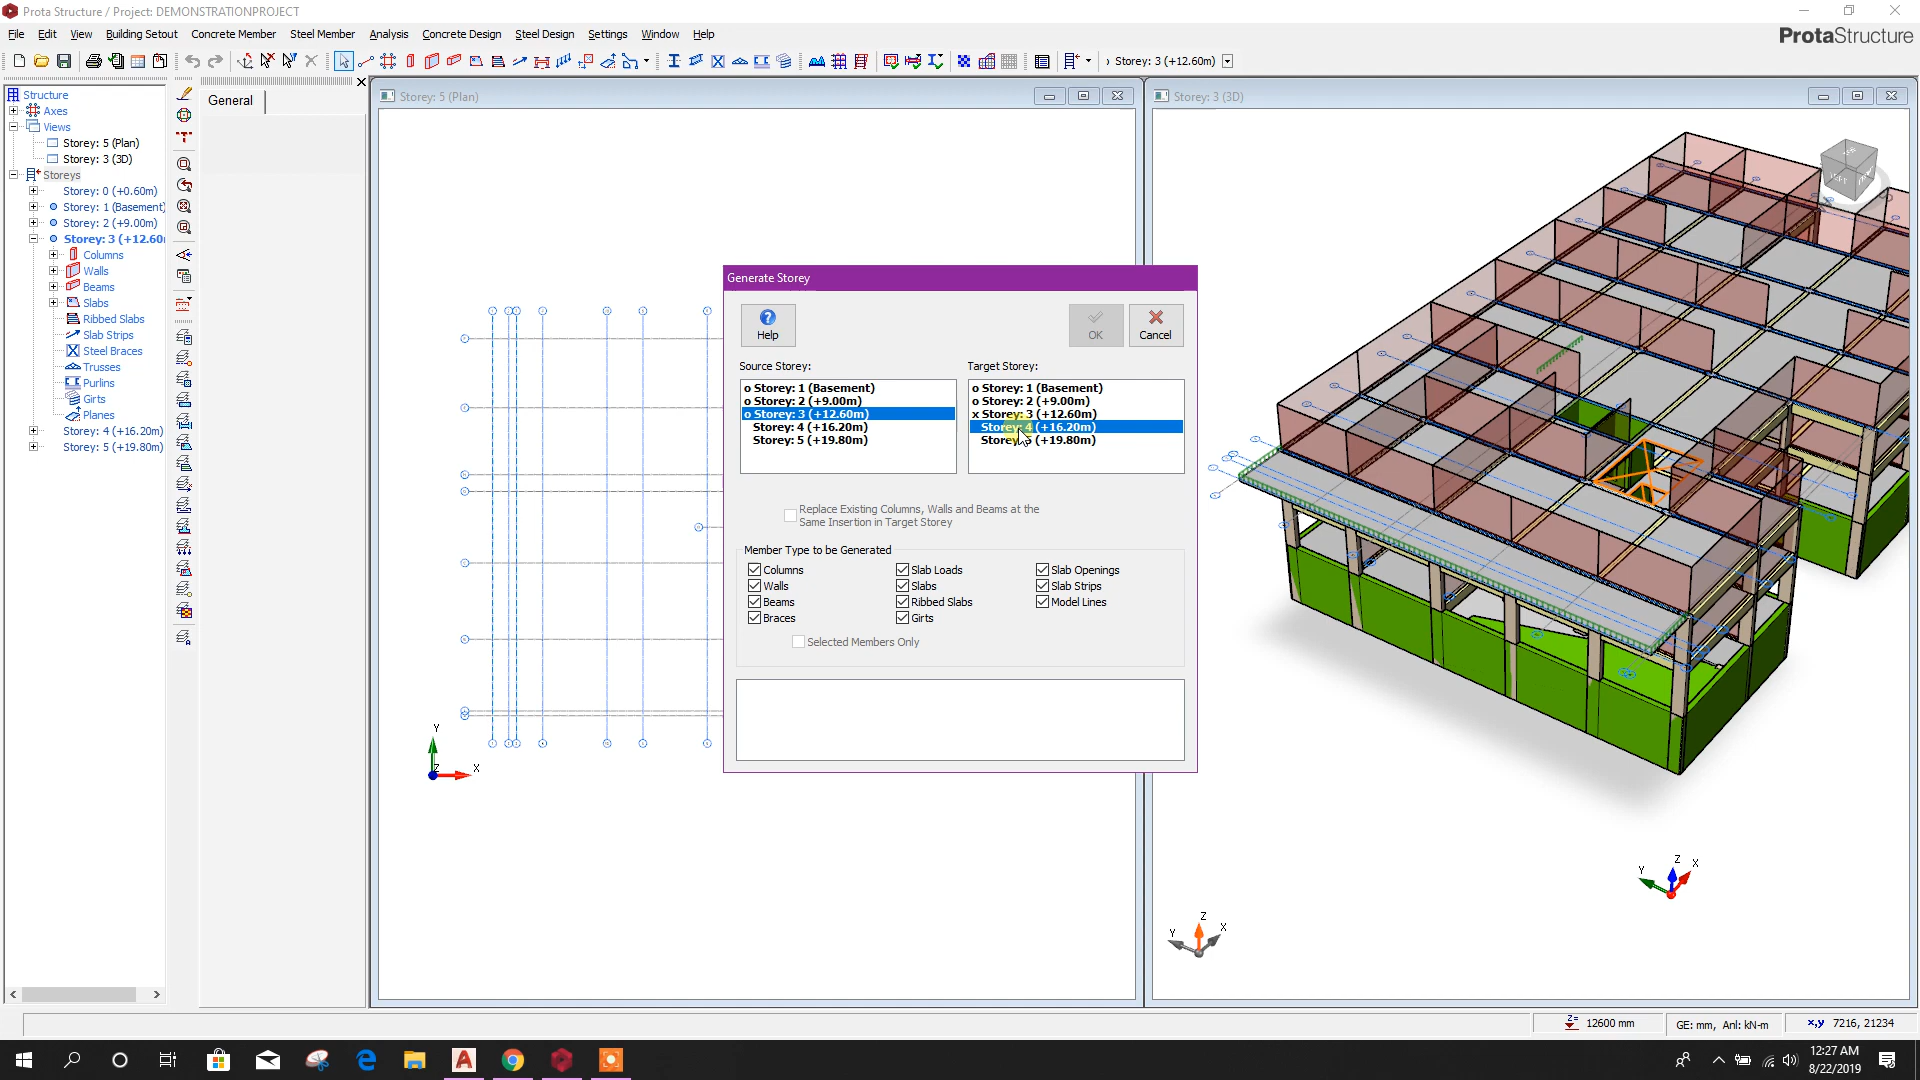 Prota Structure / Project: DEMONSTRATIONPROJECT
File Edit View Building Setout Concrete Member Steel Member Analysis Concrete Design Steel Design Settings Window Help
ProtaStructure
Storey: 3 (+12.60m)
Structure
Axes
Views
Storey: 5 (Plan)
Storey: 3 (3D)
Storeys
Storey: 0 (+0.60m)
Storey: 1 (Basement)
Storey: 2 (+9.00m)
Storey: 3 (+12.60
Columns
Walls
Beams
Slabs
Ribbed Slabs
Slab Strips
Steel Braces
Trusses
Purlins
Girts
Planes
Storey: 4 (+16.20m)
Storey: 5 (+19.80m)
General
Storey: 5 (Plan)
Y
Z
X
Generate Storey
Help
OK
Cancel
Source Storey:
o Storey: 1 (Basement)
o Storey: 2 (+9.00m)
o Storey: 3 (+12.60m)
Storey: 4 (+16.20m)
Storey: 5 (+19.80m)
Target Storey:
o Storey: 1 (Basement)
o Storey: 2 (+9.00m)
x Storey: 3 (+12.60m)
Storey: 4 (+16.20m)
(+19.80m)
Replace Existing Columns, Walls and Beams at the
Same Insertion in Target Storey
Member Type to be Generated
Columns Slab Loads Slab Openings
Walls Slabs Slab Strips
Beams Ribbed Slabs Model Lines
Braces Girts
Selected Members Only
Storey: 3 (3D)
Z
Y
X
Z
Y
X
Z= 12600 mm
GE: mm, Anl: kN-m
x,y 7216, 21234
12:27 AM
8/22/2019